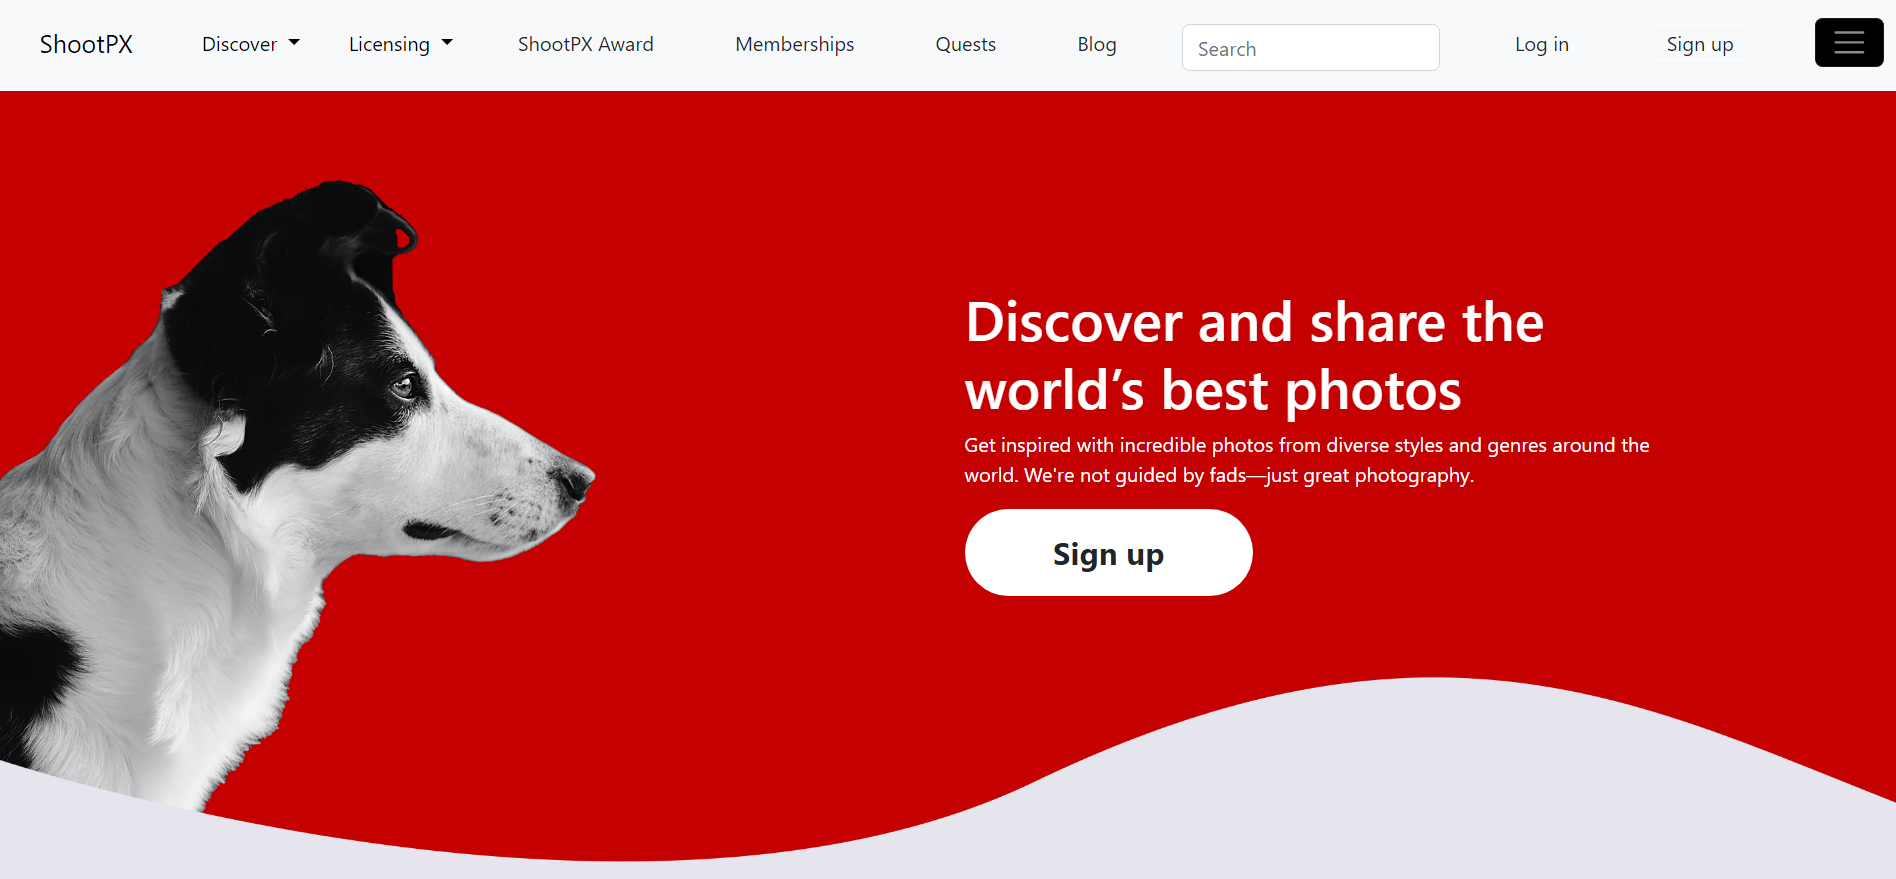 ShootPX Discover Licensing ShootPX Award Memberships Quests Blog Search Log in Sign up
Discover and share the
world’s best photos
Get inspired with incredible photos from diverse styles and genres around the
world. We're not guided by fads—just great photography.
Sign up